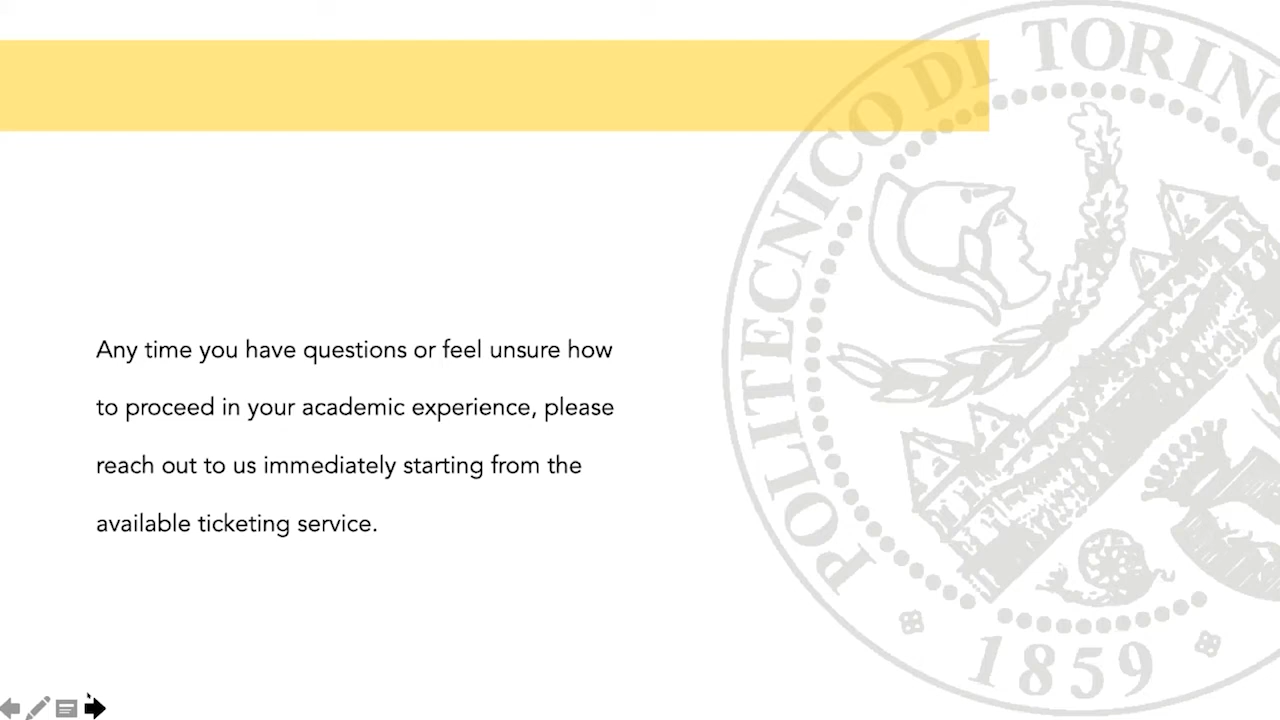 POLITECNICO DI TORINO
Any time you have questions or feel unsure how
to proceed in your academic experience, please
reach out to us immediately starting from the
available ticketing service.
1859